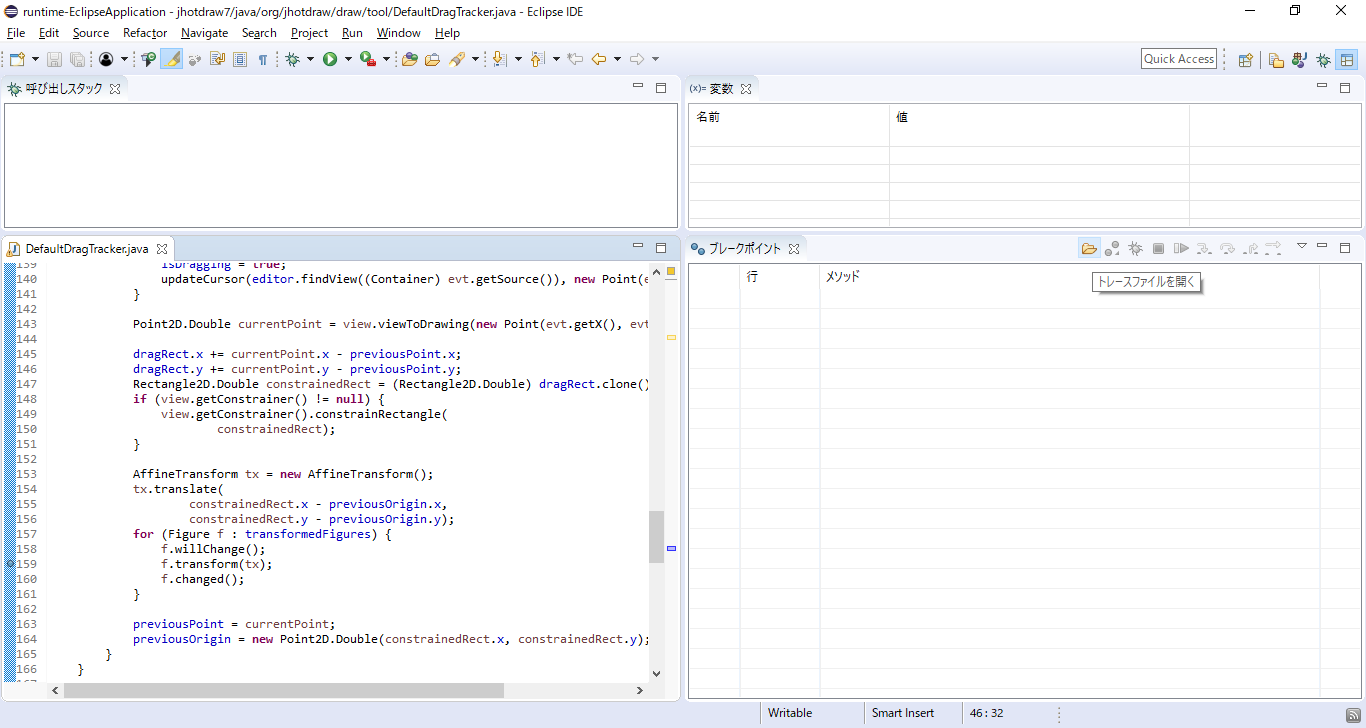 runtime-EclipseApplication - jhotdraw7/java/org/jhotdraw/draw/tool/DefaultDragTracker.java - Eclipse IDE
File Edit Source Refactor Navigate Search Project Run Window Help
Quick Access
呼び出しスタック
(x)= 変数
名前 値
DefaultDragTracker.java
139 isDragging = true;
140 updateCursor(editor.findView((Container) evt.getSource()), new Point(e
141 }
142
143 Point2D.Double currentPoint = view.viewToDrawing(new Point(evt.getX(), evt
144
145 dragRect.x += currentPoint.x - previousPoint.x;
146 dragRect.y += currentPoint.y - previousPoint.y;
147 Rectangle2D.Double constrainedRect = (Rectangle2D.Double) dragRect.clone()
148 if (view.getConstrainer() != null) {
149 view.getConstrainer().constrainRectangle(
150 constrainedRect);
151 }
152
153 AffineTransform tx = new AffineTransform();
154 tx.translate(
155 constrainedRect.x - previousOrigin.x,
156 constrainedRect.y - previousOrigin.y);
157 for (Figure f : transformedFigures) {
158 f.willChange();
159 f.transform(tx);
160 f.changed();
161 }
162
163 previousPoint = currentPoint;
164 previousOrigin = new Point2D.Double(constrainedRect.x, constrainedRect.y);
165 }
166 }
ブレークポイント
行 メソッド
トレースファイルを開く
Writable Smart Insert 46 : 32